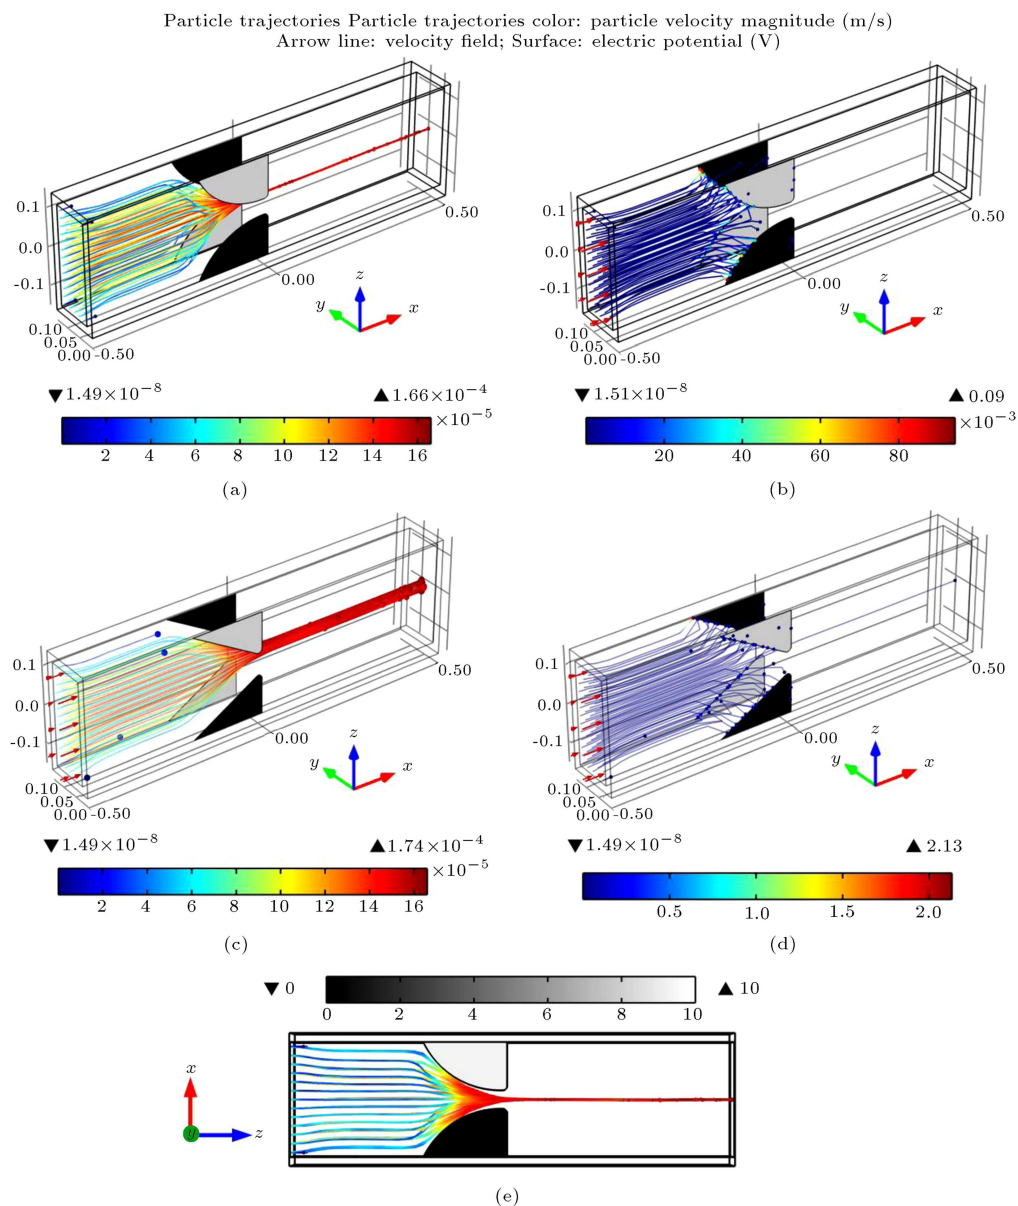 Particle trajectories Particle trajectories color: particle velocity magnitude (m/s)
Arrow line: velocity field; Surface: electric potential (V)
0.1
0.0
-0.1
0.10
0.05
0.00
-0.50
0.00
0.50
z
y
x
▼1.49×10⁻⁸
▲1.66×10⁻⁴
×10⁻⁵
2 4 6 8 10 12 14 16
(a)
0.1
0.0
-0.1
0.10
0.05
0.00
-0.50
0.00
0.50
z
y
x
▼1.51×10⁻⁸
▲0.09
×10⁻³
20 40 60 80
(b)
0.1
0.0
-0.1
0.10
0.05
0.00
-0.50
0.00
0.50
z
y
x
▼1.49×10⁻⁸
▲1.74×10⁻⁴
×10⁻⁵
2 4 6 8 10 12 14 16
(c)
0.1
0.0
-0.1
0.10
0.05
0.00
-0.50
0.00
0.50
z
y
x
▼1.49×10⁻⁸
▲2.13
0.5 1.0 1.5 2.0
(d)
▼ 0
▲ 10
0 2 4 6 8 10
x
y
z
(e)